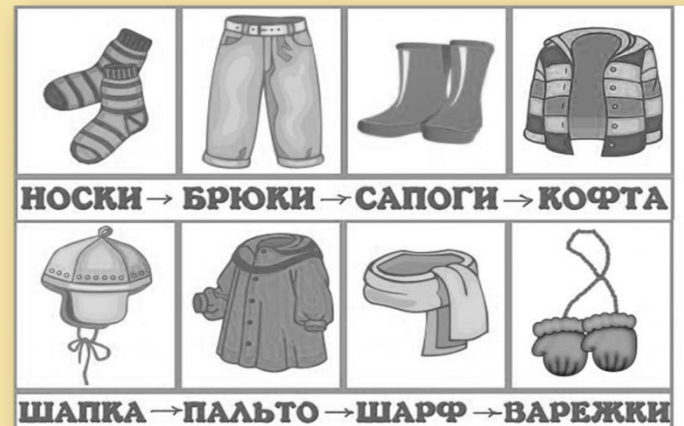 НОСКИ → БРЮКИ → САПОГИ → КОФТА
ШАПКА → ПАЛЬТО → ШАРФ → ВАРЕЖКИ